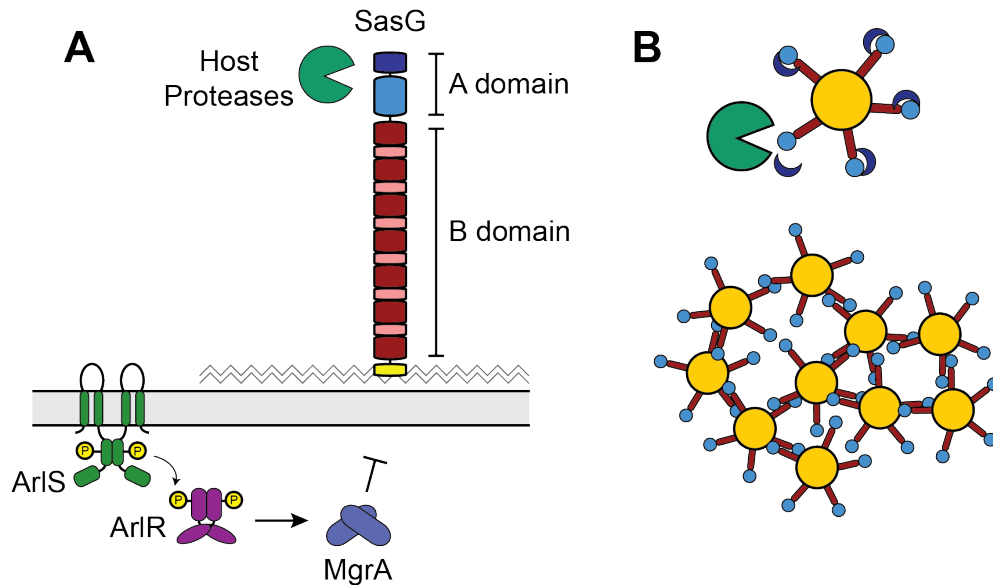 A
SasG
Host
Proteases
A domain
B domain
P
P
ArlS
P
P
ArlR
MgrA
B